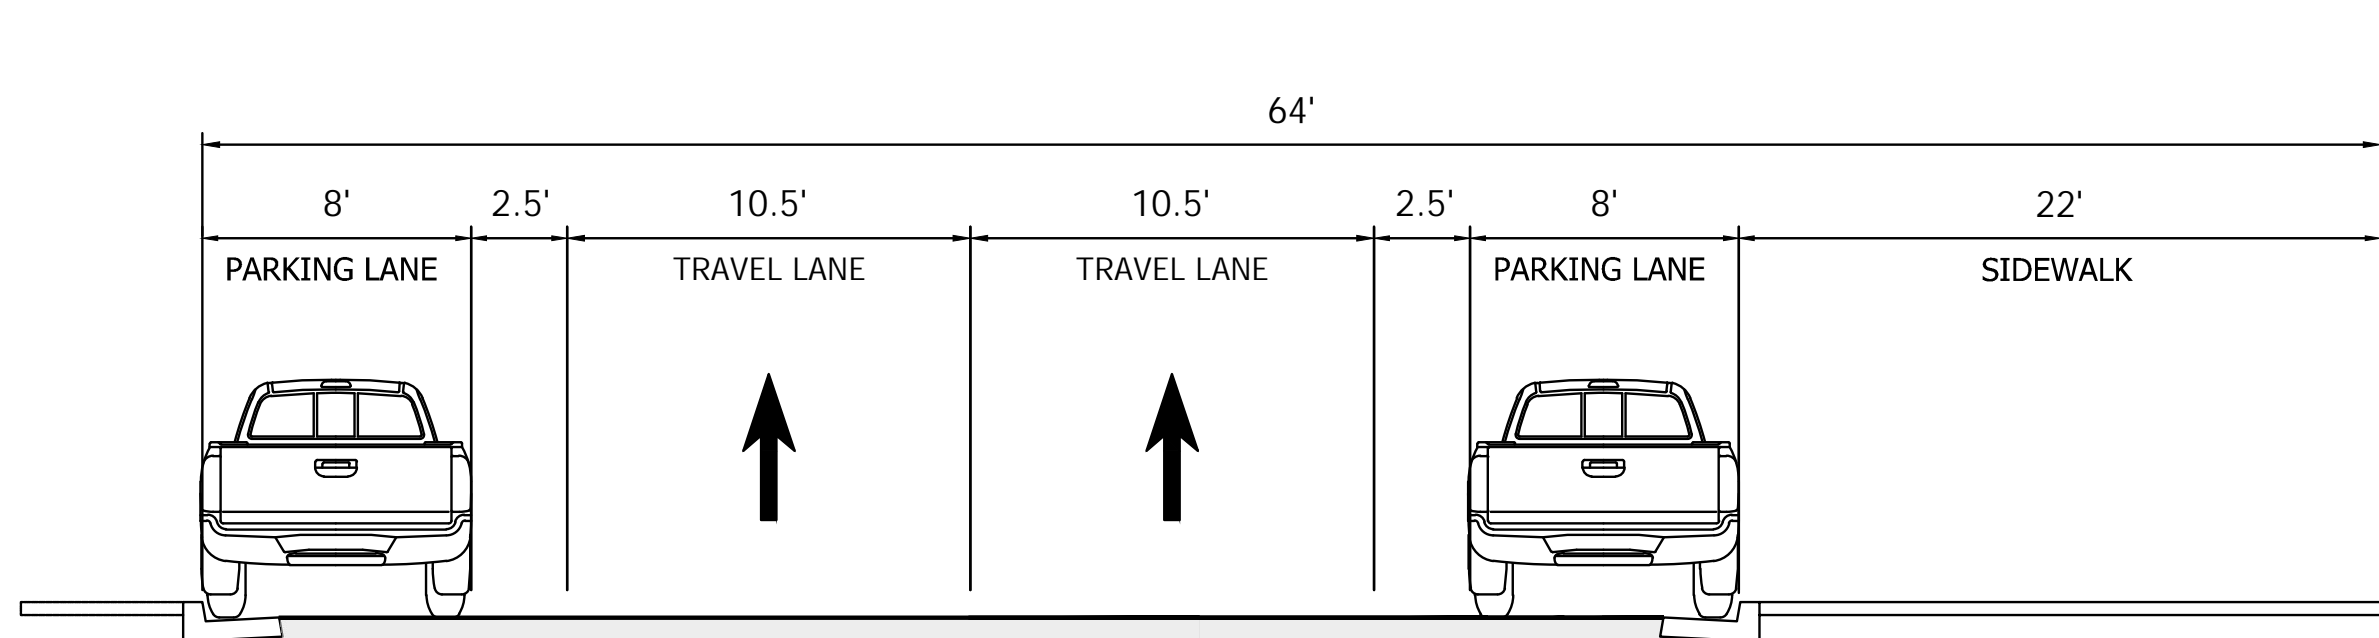 64'
8' 2.5' 10.5' 10.5' 2.5' 8' 22'
PARKING LANE TRAVEL LANE TRAVEL LANE PARKING LANE SIDEWALK